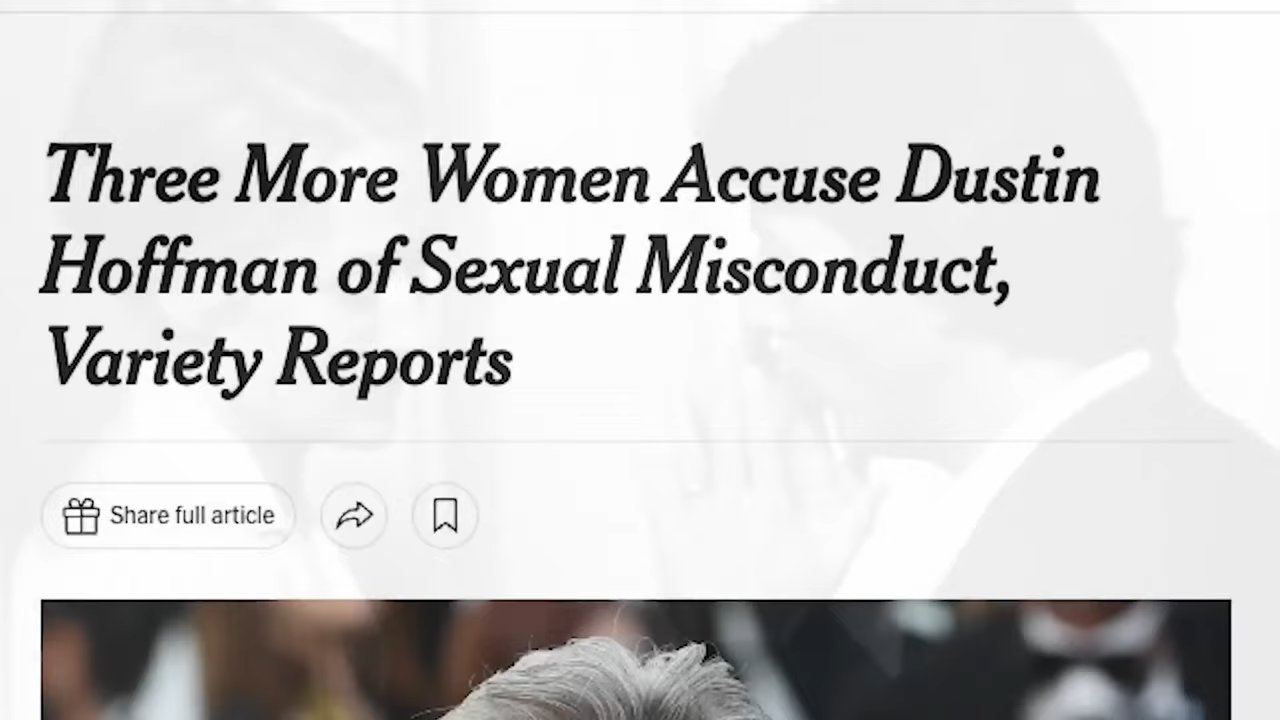 Three More Women Accuse Dustin
Hoffman of Sexual Misconduct,
Variety Reports
Share full article